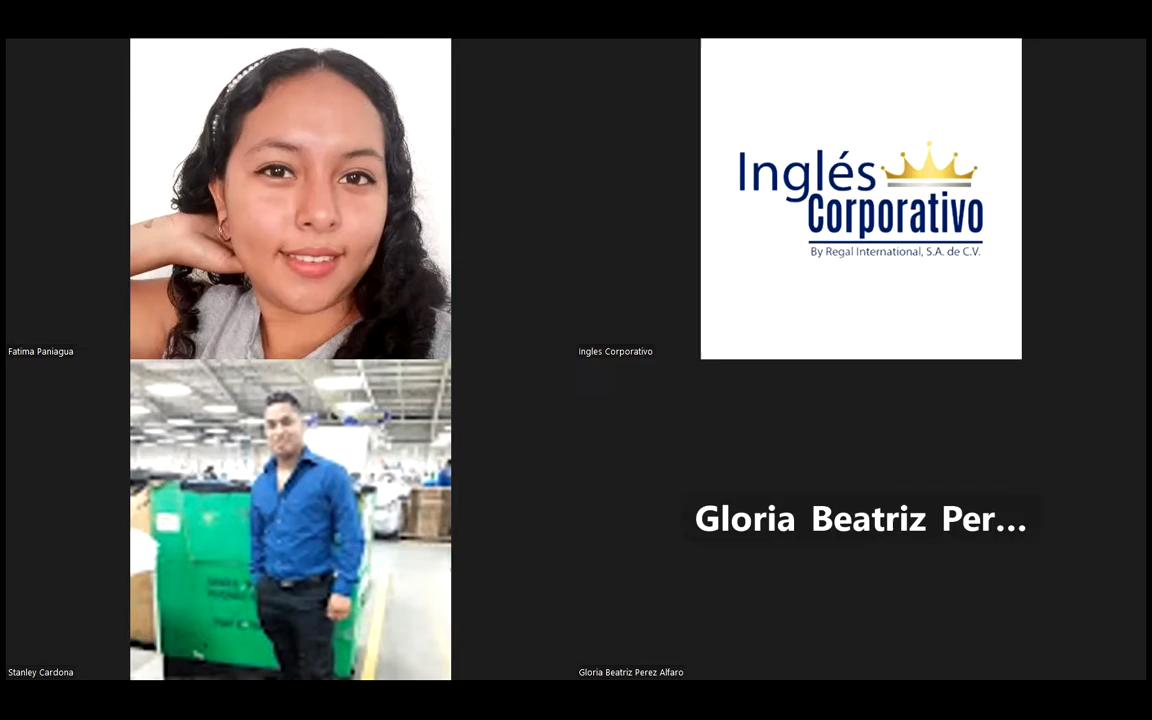 Fatima Paniagua
Inglés
Corporativo
By Regal International, S.A. de C.V.
Ingles Corporativo
Stanley Cardona
Gloria Beatriz Per...
Gloria Beatriz Perez Alfaro